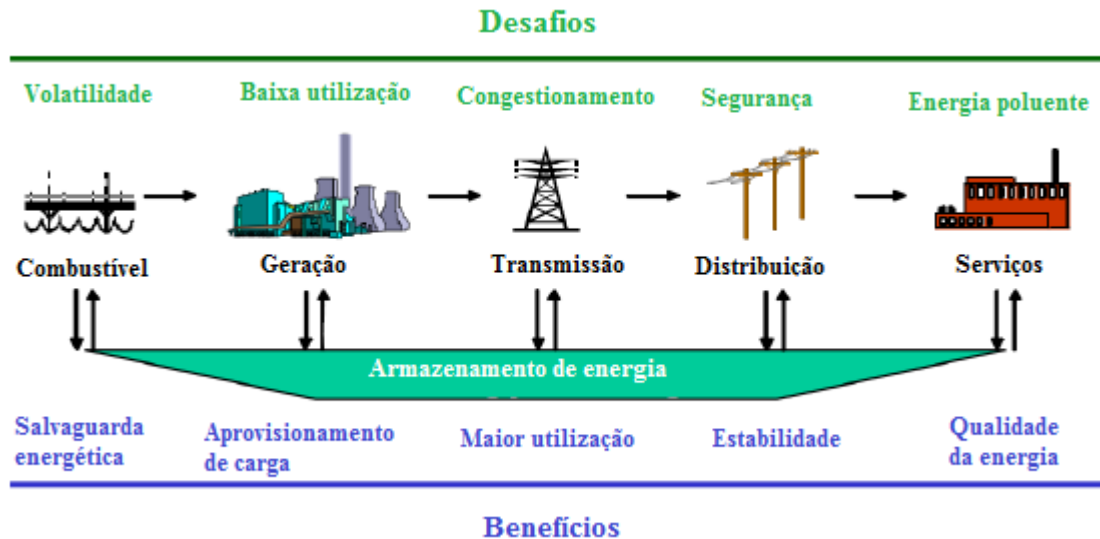 Desafios
Volatilidade
Baixa utilização
Congestionamento
Segurança
Energia poluente
Combustível
Geração
Transmissão
Distribuição
Serviços
Armazenamento de energia
Salvaguarda
energética
Aprovisionamento
de carga
Maior utilização
Estabilidade
Qualidade
da energia
Benefícios